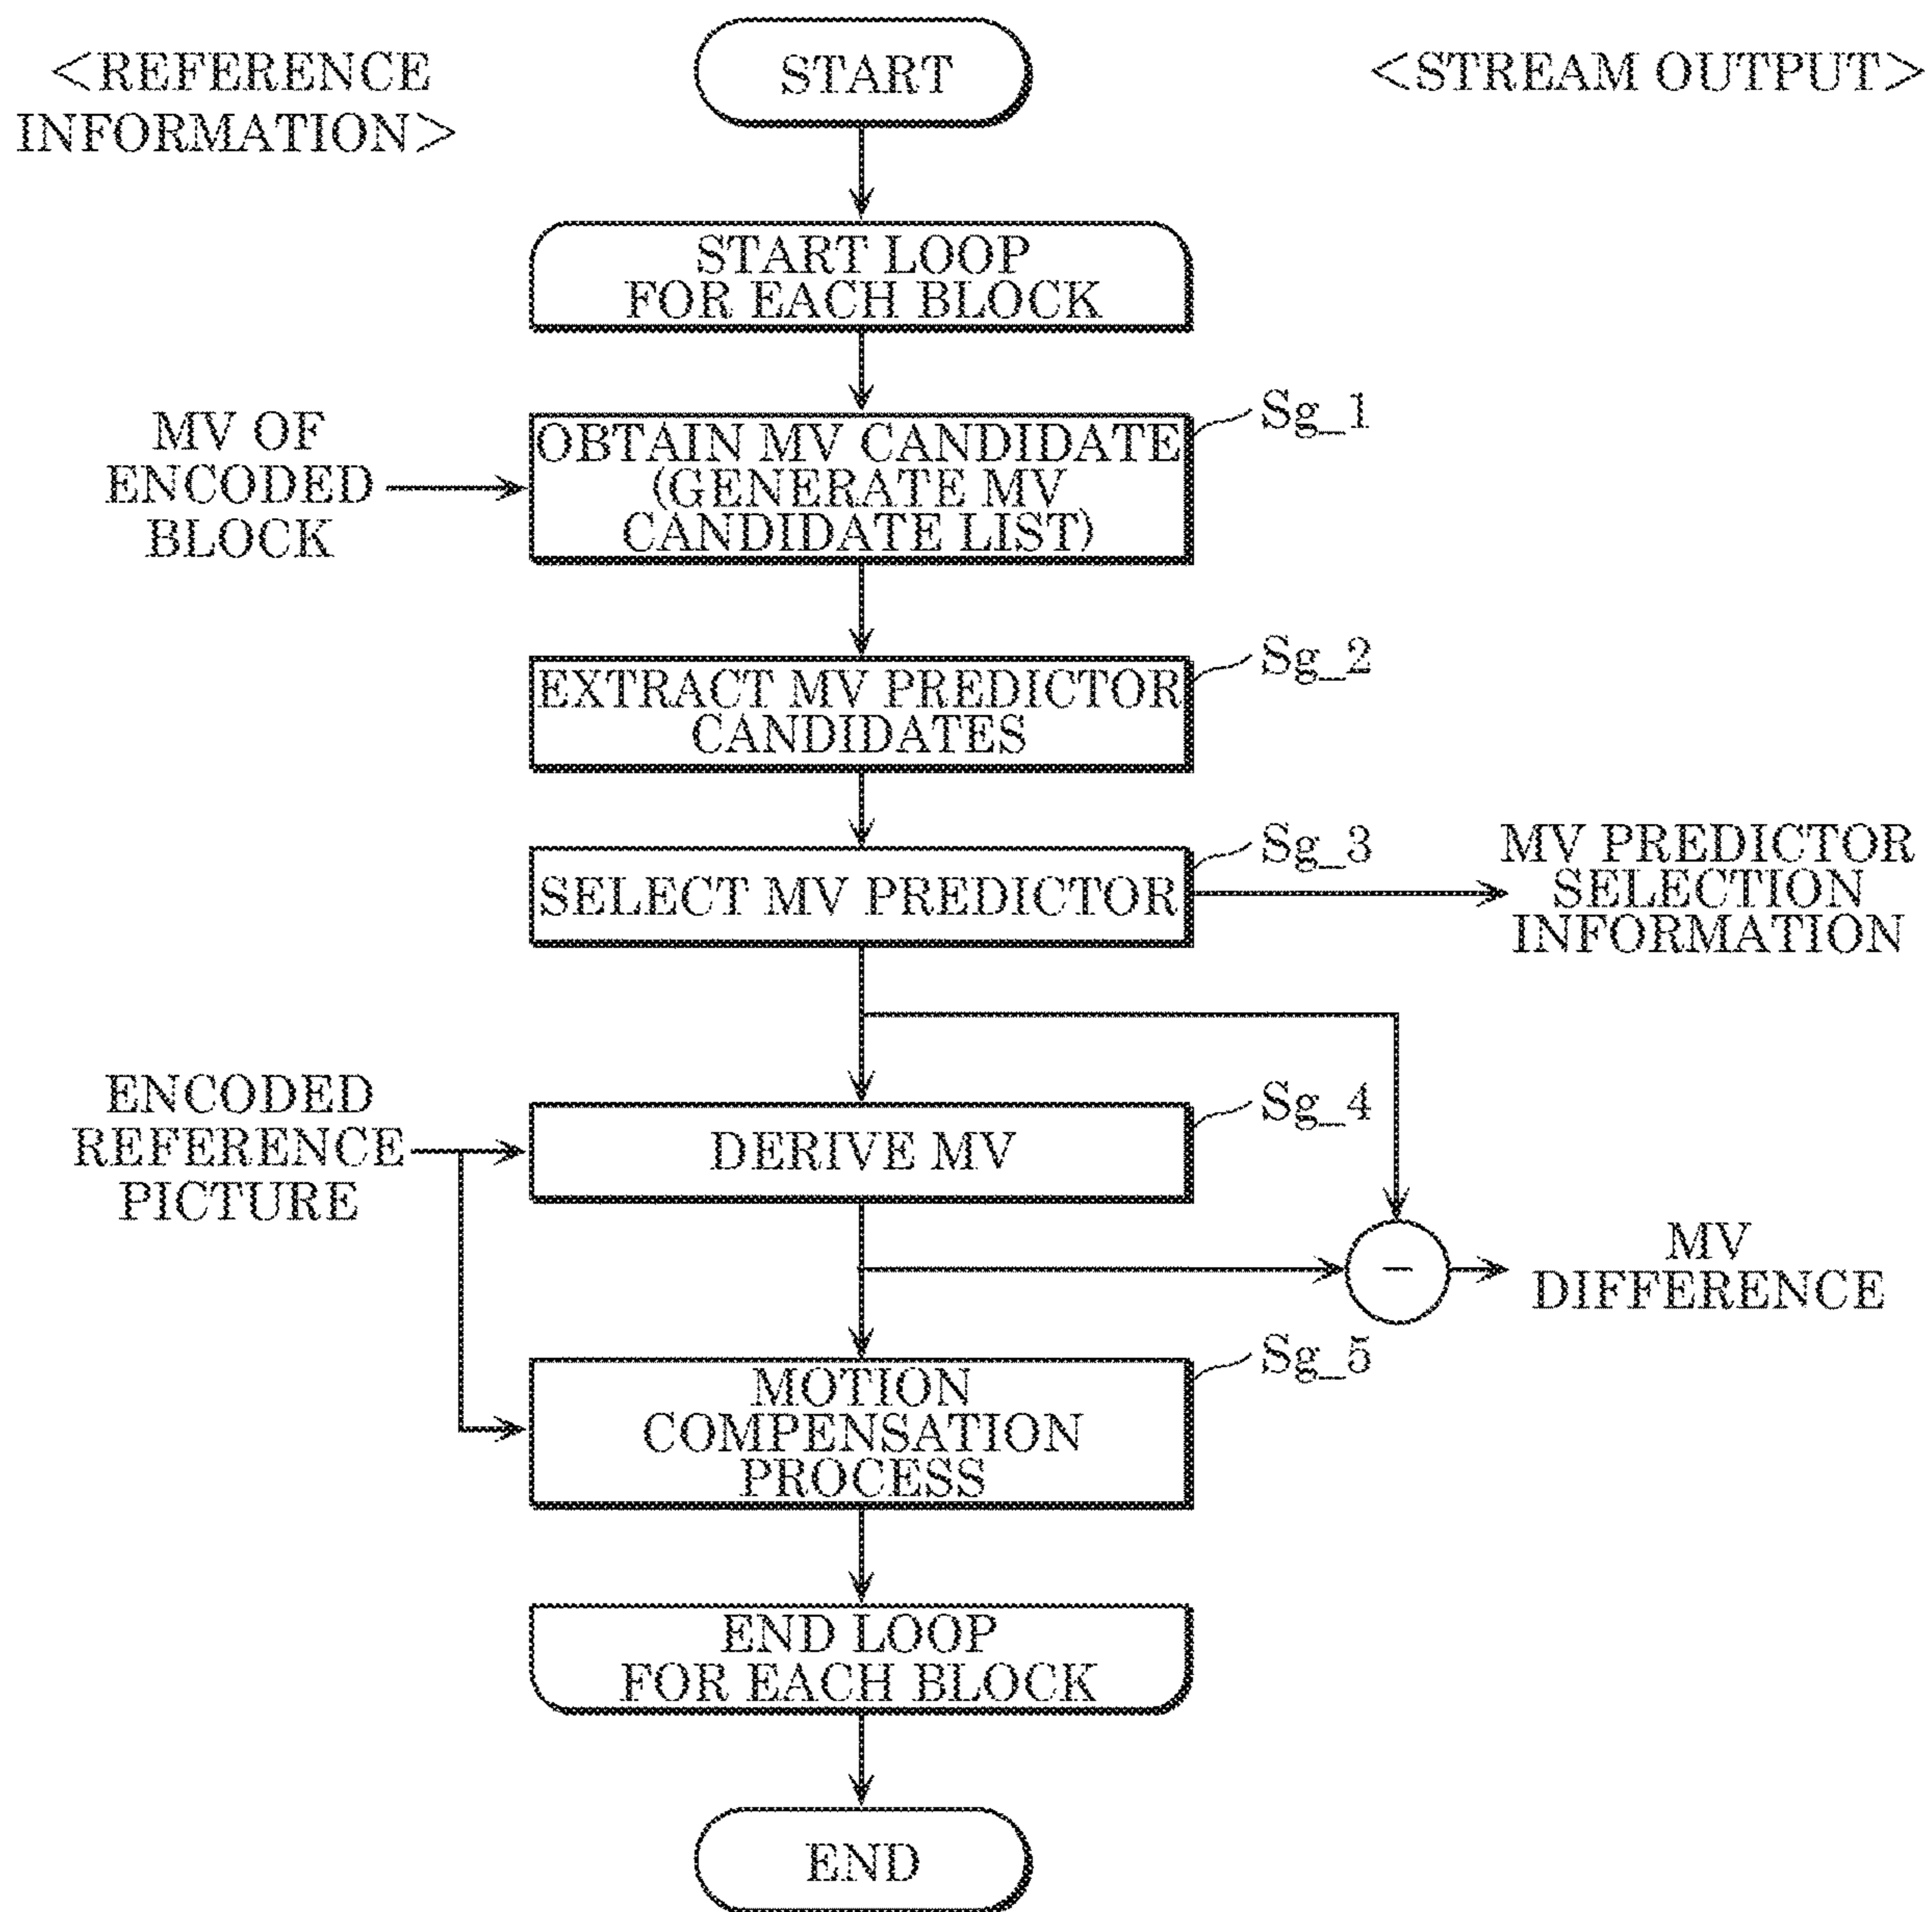 <REFERENCE
INFORMATION>
START
<STREAM OUTPUT>
START LOOP
FOR EACH BLOCK
MV OF
ENCODED
BLOCK
OBTAIN MV CANDIDATE
(GENERATE MV
CANDIDATE LIST)
Sg_1
EXTRACT MV PREDICTOR
CANDIDATES
Sg_2
SELECT MV PREDICTOR
Sg_3
MV PREDICTOR
SELECTION
INFORMATION
ENCODED
REFERENCE
PICTURE
DERIVE MV
Sg_4
−
MV
DIFFERENCE
MOTION
COMPENSATION
PROCESS
Sg_5
END LOOP
FOR EACH BLOCK
END